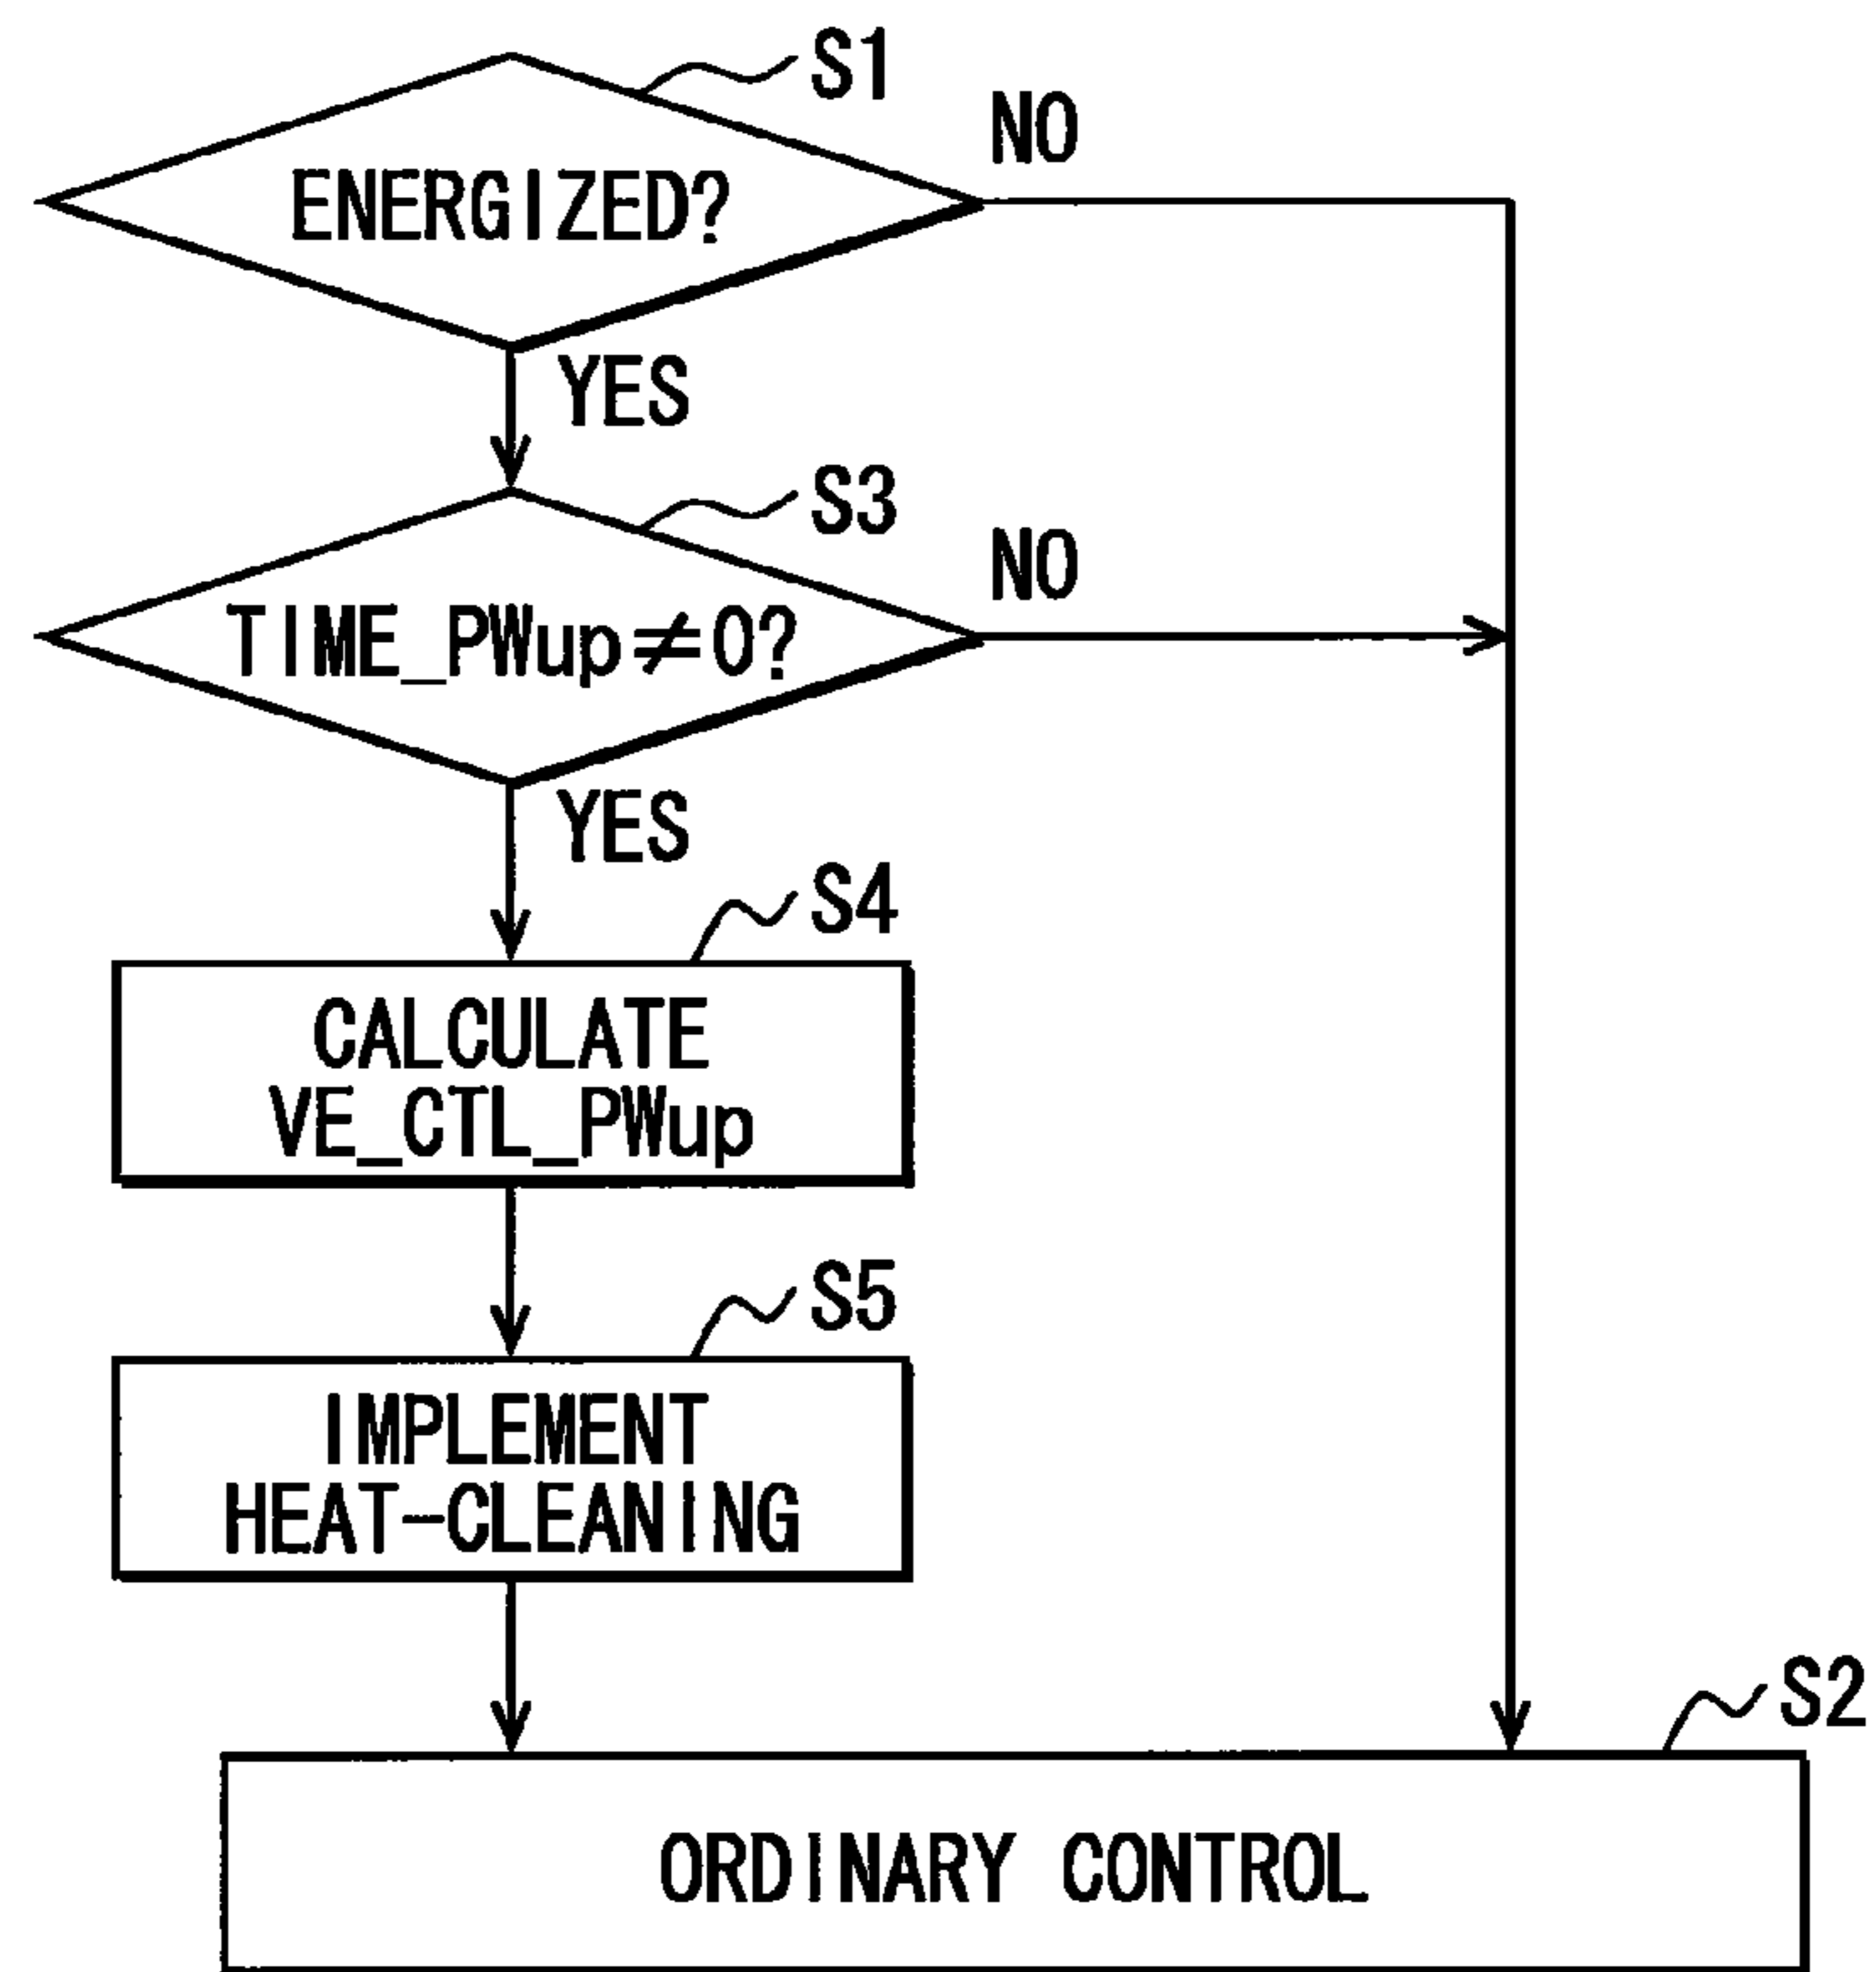 S1
NO
ENERGIZED?
YES
S3
NO
TIME_PWup≠0?
YES
S4
CALCULATE
VE_CTL_PWup
S5
IMPLEMENT
HEAT-CLEANING
S2
ORDINARY CONTROL